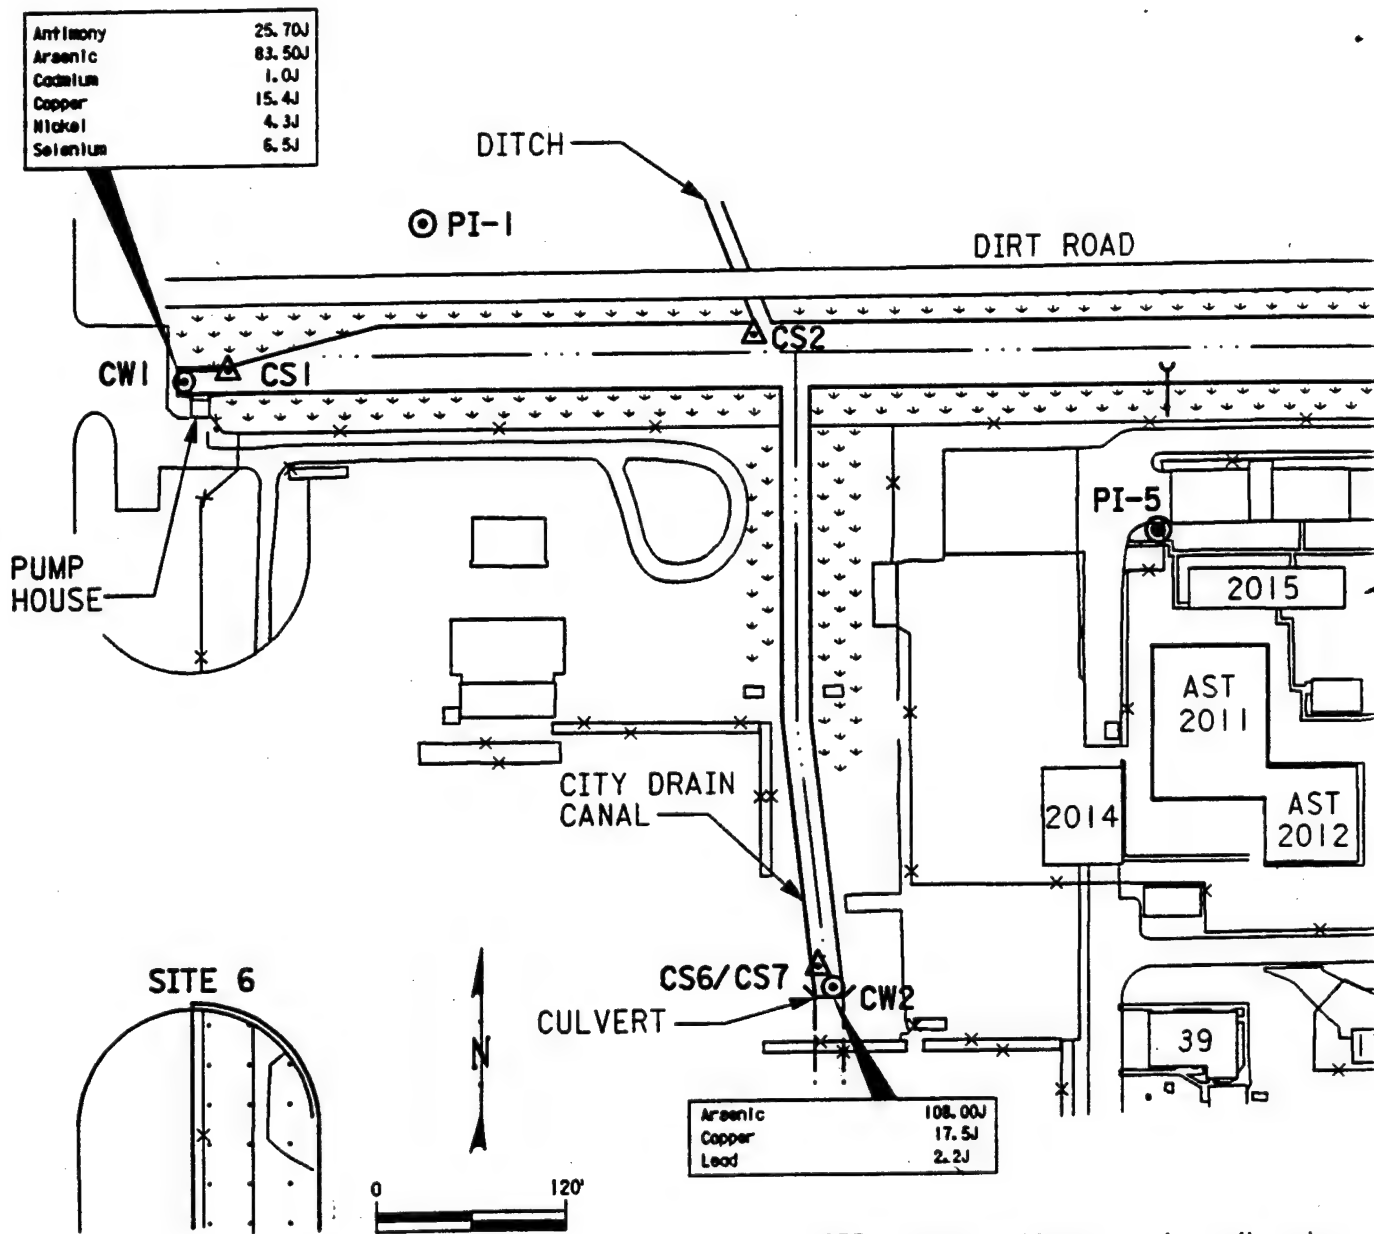 Antimony 25.70J
Arsenic 83.50J
Cadmium 1.0J
Copper 15.4J
Nickel 4.3J
Selenium 6.5J
DITCH
PI-1
DIRT ROAD
CS2
CW1
CS1
PI-5
PUMP
HOUSE
2015
AST
2011
CITY DRAIN
CANAL
2014
AST
2012
SITE 6
CS6/CS7
CW2
CULVERT
N
39
Arsenic 108.00J
Copper 17.5J
Lead 2.2J
0 120'